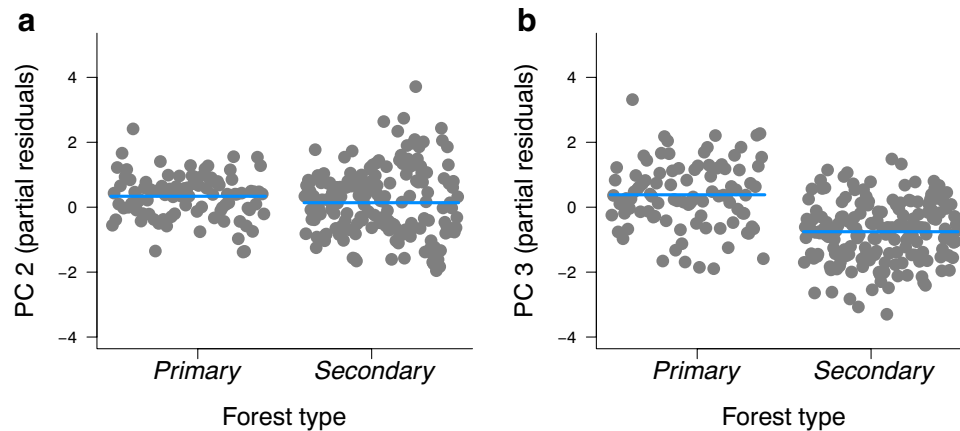 a
PC 2 (partial residuals)
4
2
0
−2
−4
Primary
Secondary
Forest type
b
PC 3 (partial residuals)
4
2
0
−2
−4
Primary
Secondary
Forest type